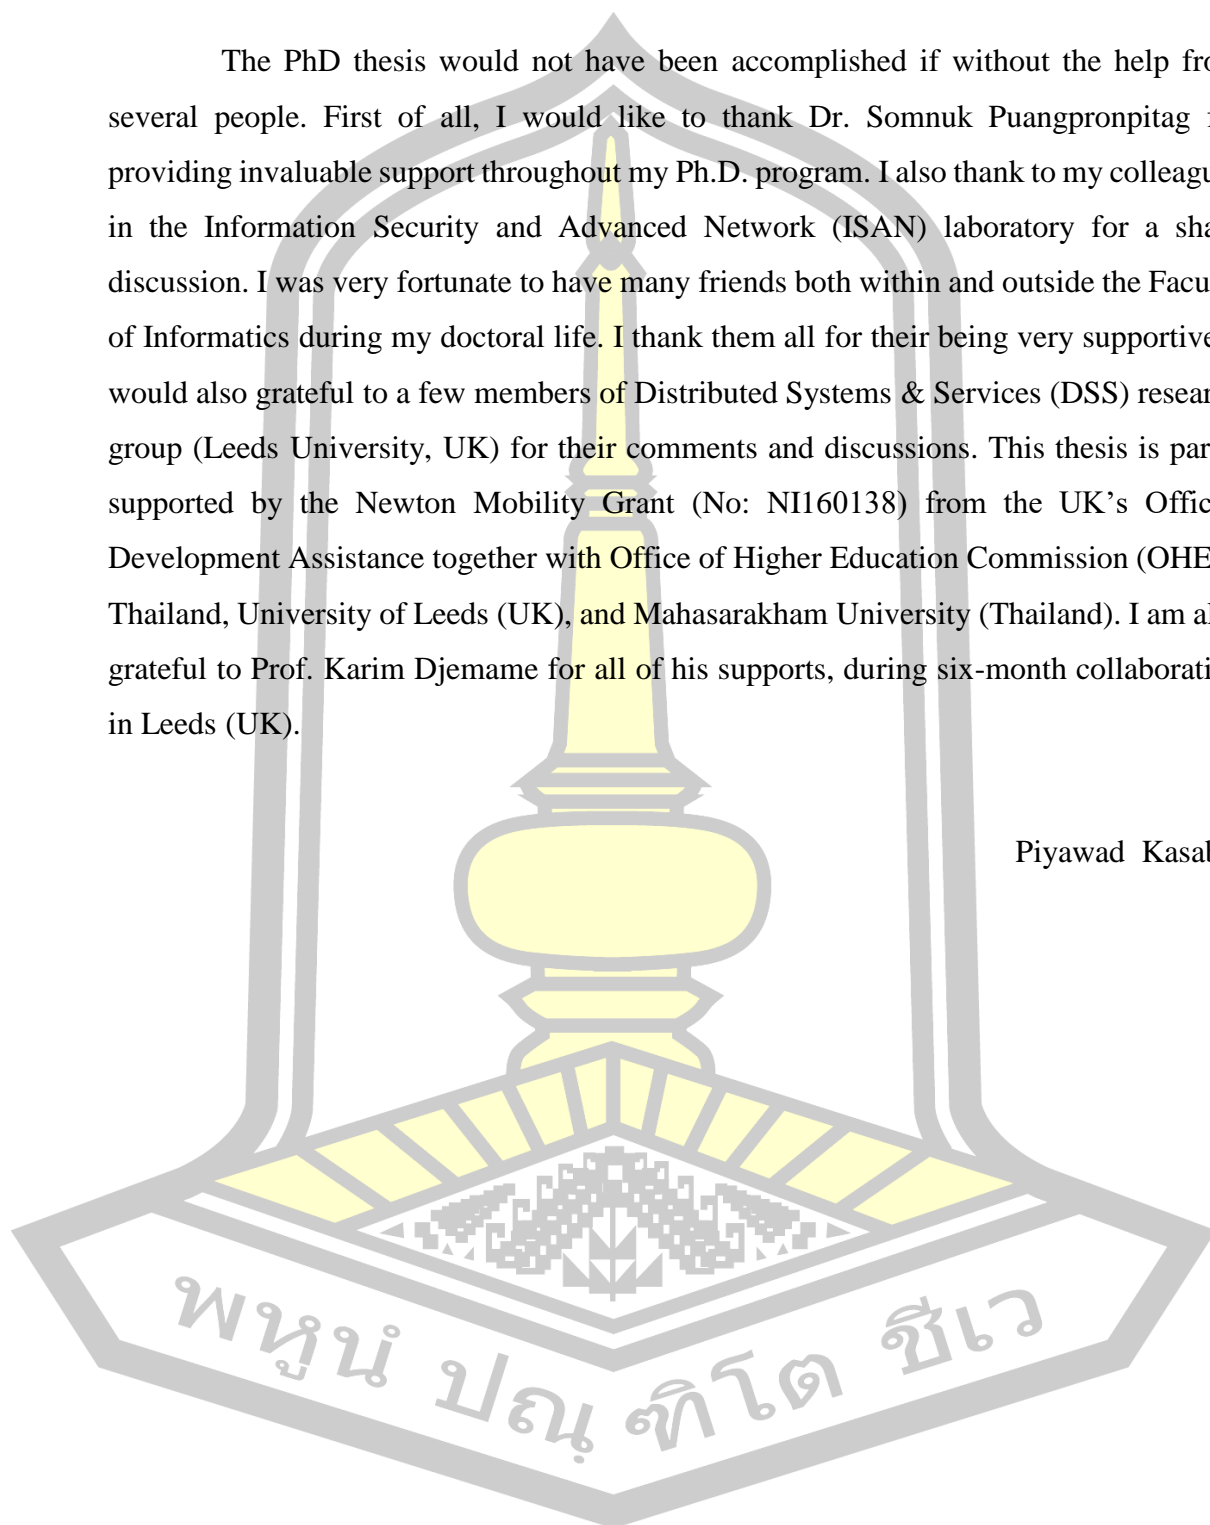 The PhD thesis would not have been accomplished if without the help fro
several people. First of all, I would like to thank Dr. Somnuk Puangpronpitag
providing invaluable support throughout my Ph.D. program. I also thank to my colleagu
in the Information Security and Advanced Network (ISAN) laboratory for a sha
discussion. I was very fortunate to have many friends both within and outside the Facu
of Informatics during my doctoral life. I thank them all for their being very supportive
would also grateful to a few members of Distributed Systems & Services (DSS) resear
group (Leeds University, UK) for their comments and discussions. This thesis is par
supported by the Newton Mobility Grant (No: NI160138) from the UK’s Offic
Development Assistance together with Office of Higher Education Commission (OHE
Thailand, University of Leeds (UK), and Mahasarakham University (Thailand). I am al
grateful to Prof. Karim Djemame for all of his supports, during six-month collaborati
in Leeds (UK).
Piyawad Kasab
พหูนํ ปณฺฑิโต ชีเว